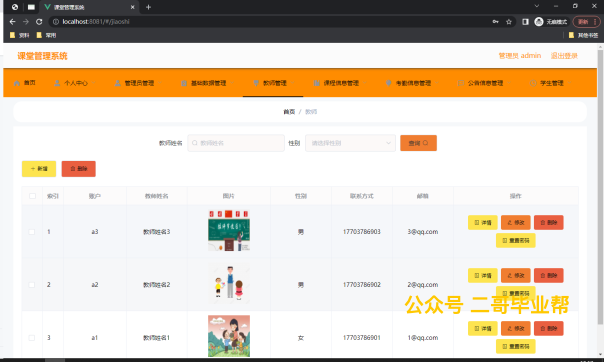 课堂管理系统
localhost:8081/#/jiaoshi
无痕模式
更新
资料
常用
其他书签
课堂管理系统
管理员 admin
退出登录
首页
个人中心
管理员管理
基础数据管理
教师管理
课程信息管理
考勤信息管理
公告信息管理
学生管理
首页 / 教师
教师姓名
教师姓名
性别
请选择性别
查询
+ 新增
删除
索引 账户 教师姓名 图片 性别 联系方式 邮箱 操作
1 a3 教师姓名3 男 17703786903 3@qq.com
详情 修改 删除
重置密码
2 a2 教师姓名2 男 17703786902 2@qq.com
详情 修改 删除
重置密码
公众号 二哥毕业帮
3 a1 教师姓名1 女 17703786901 1@qq.com
详情 修改 删除
重置密码